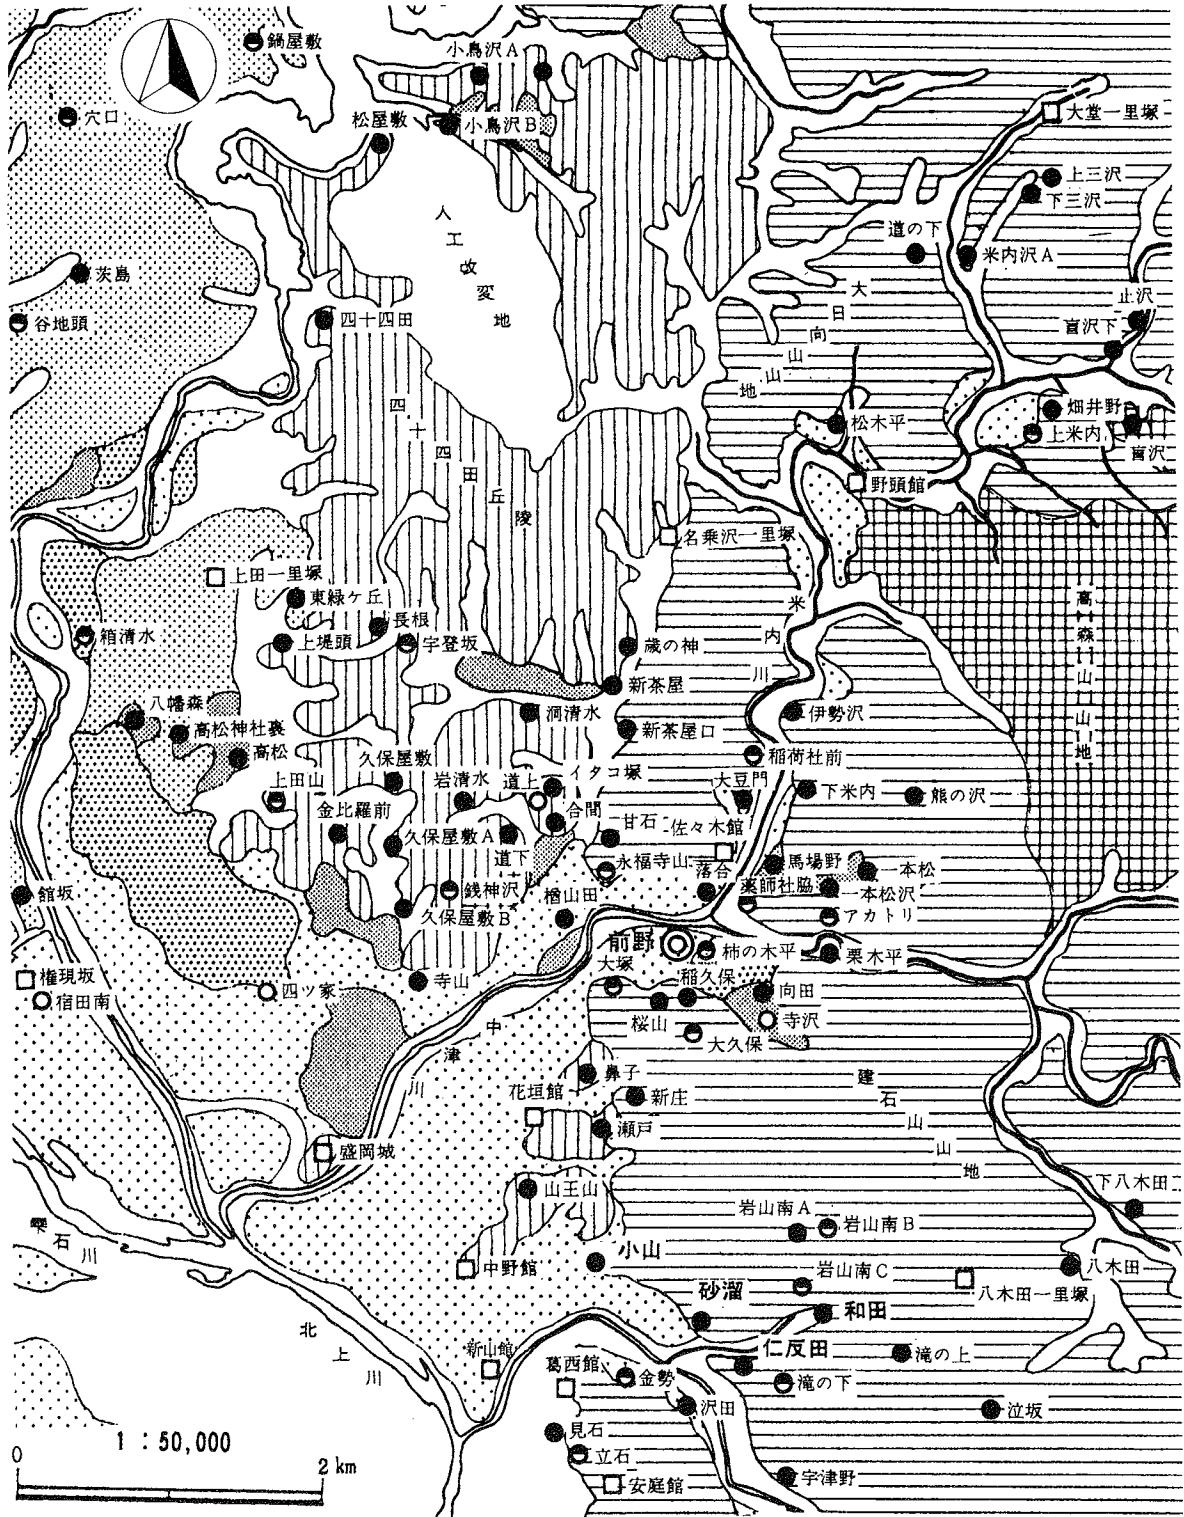 鍋屋敷
小鳥沢A
穴口
松屋敷
小鳥沢B
大堂一里塚
上三沢
下三沢
人工改変地
道の下
米内沢A
茨島
大日向山山地
止沢
谷地頭
四十四田
盲沢下
四十四田丘陵
畑井野
松木平
上米内
盲沢
野頭館
名乗沢一里塚
上田一里塚
東緑ケ丘
米内川
高森山山地
長根
箱清水
上堤頭
宇登坂
歳の神
新茶屋
八幡森
洞清水
伊勢沢
高松神社裏
新茶屋口
高松
稲荷社前
久保屋敷
イタコ塚
上田山
岩清水
道上
大豆門
下米内
熊の沢
金比羅前
合間
甘石
佐々木館
久保屋敷A
道下
永福寺山
馬場野
一本松
落合
薬師社脇
一本松沢
館坂
銭神沢
楢山田
久保屋敷B
アカトリ
前野
柿の木平
栗木平
権現坂
寺山
大塚
稲久保
宿田南
四ツ家
向田
桜山
寺沢
中津川
大久保
建石山山地
鼻子
花垣館
新庄
瀬戸
盛岡城
山王山
下八木田
岩山南A
岩山南B
雫石川
小山
中野館
岩山南C
八木田
八木田一里塚
砂溜
和田
北上川
仁反田
新山館
葛西館
滝の上
金勢
滝の下
沢田
泣坂
見石
1:50,000
立石
0
2km
安庭館
宇津野